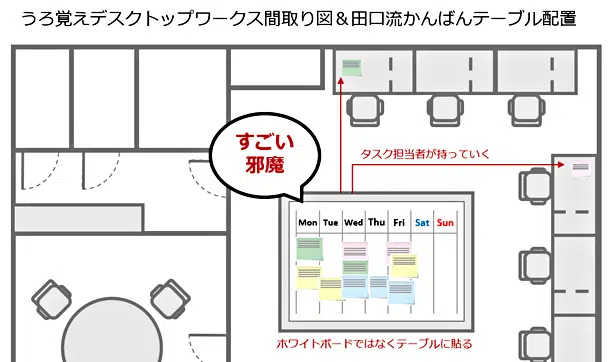 うろ覚えデスクトップワークス間取り図＆田口流かんばんテーブル配置
すごい
邪魔
タスク担当者が持っていく
Mon Tue Wed Thu Fri Sat Sun
ホワイトボードではなくテーブルに貼る